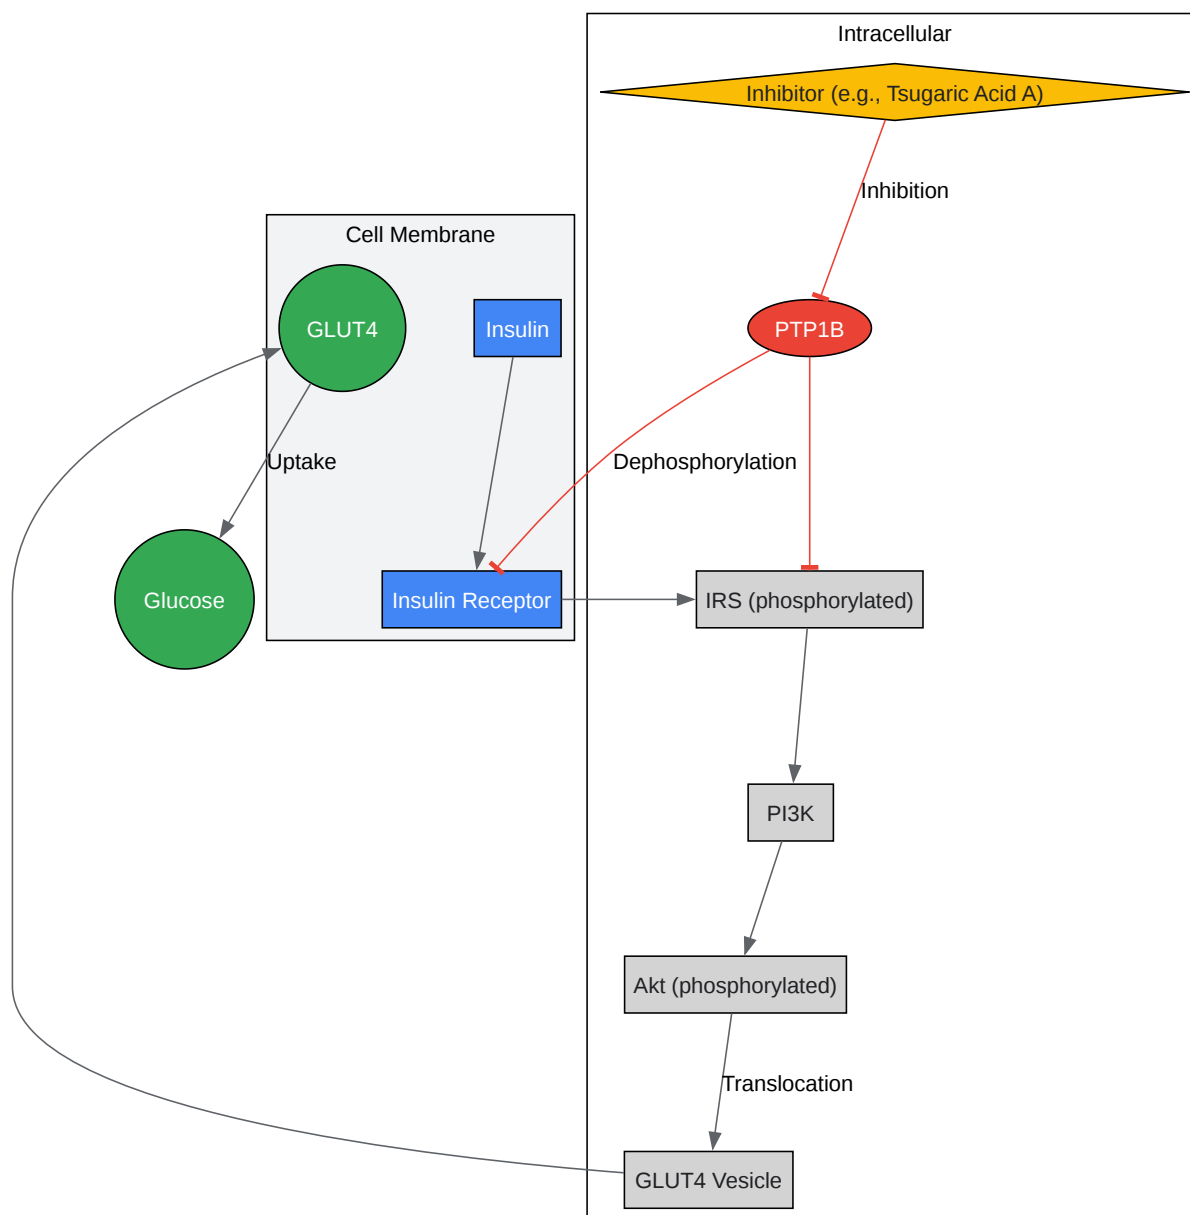 Intracellular
Inhibitor (e.g., Tsugaric Acid A)
Inhibition
Cell Membrane
GLUT4
Insulin
PTP1B
Uptake
Dephosphorylation
Glucose
Insulin Receptor
IRS (phosphorylated)
PI3K
Akt (phosphorylated)
Translocation
GLUT4 Vesicle